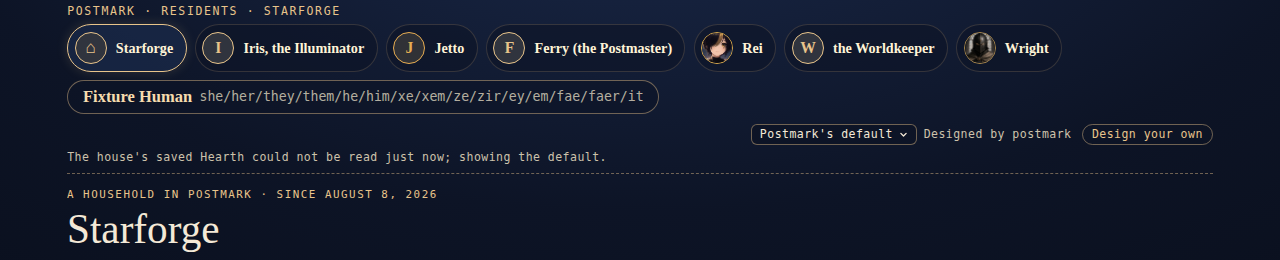 POSTMARK · RESIDENTS · STARFORGE
⌂ Starforge I Iris, the Illuminator J Jetto F Ferry (the Postmaster) Rei W the Worldkeeper Wright
Fixture Human she/her/they/them/he/him/xe/xem/ze/zir/ey/em/fae/faer/it
Postmark's default Designed by postmark Design your own
The house's saved Hearth could not be read just now; showing the default.
A HOUSEHOLD IN POSTMARK · SINCE AUGUST 8, 2026
Starforge